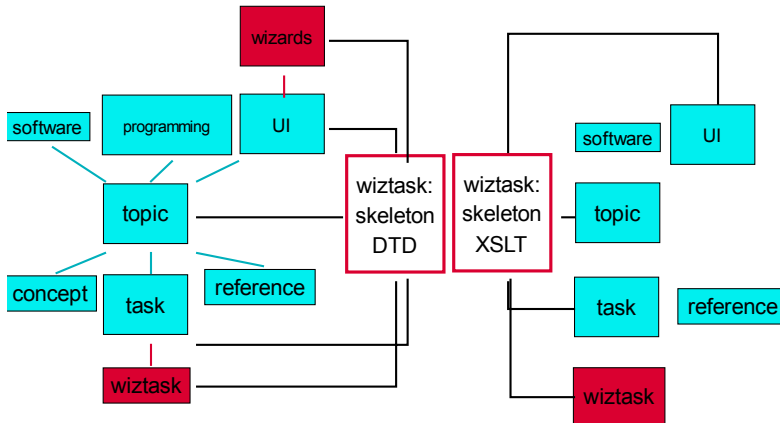 wizards
software
programming
UI
topic
concept
task
reference
wiztask
wiztask:
skeleton
DTD
wiztask:
skeleton
XSLT
software
UI
topic
task
reference
wiztask